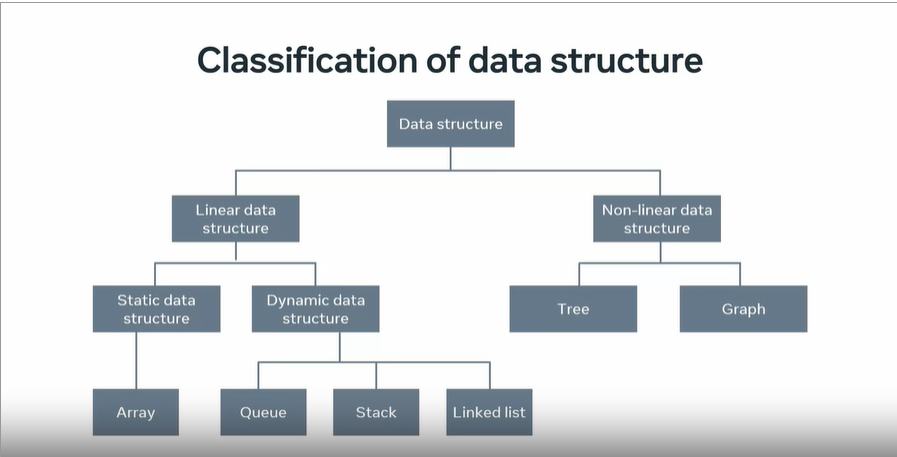 Classification of data structure
Data structure
Linear data
structure
Non-linear data
structure
Static data
structure
Dynamic data
structure
Tree
Graph
Array
Queue
Stack
Linked list